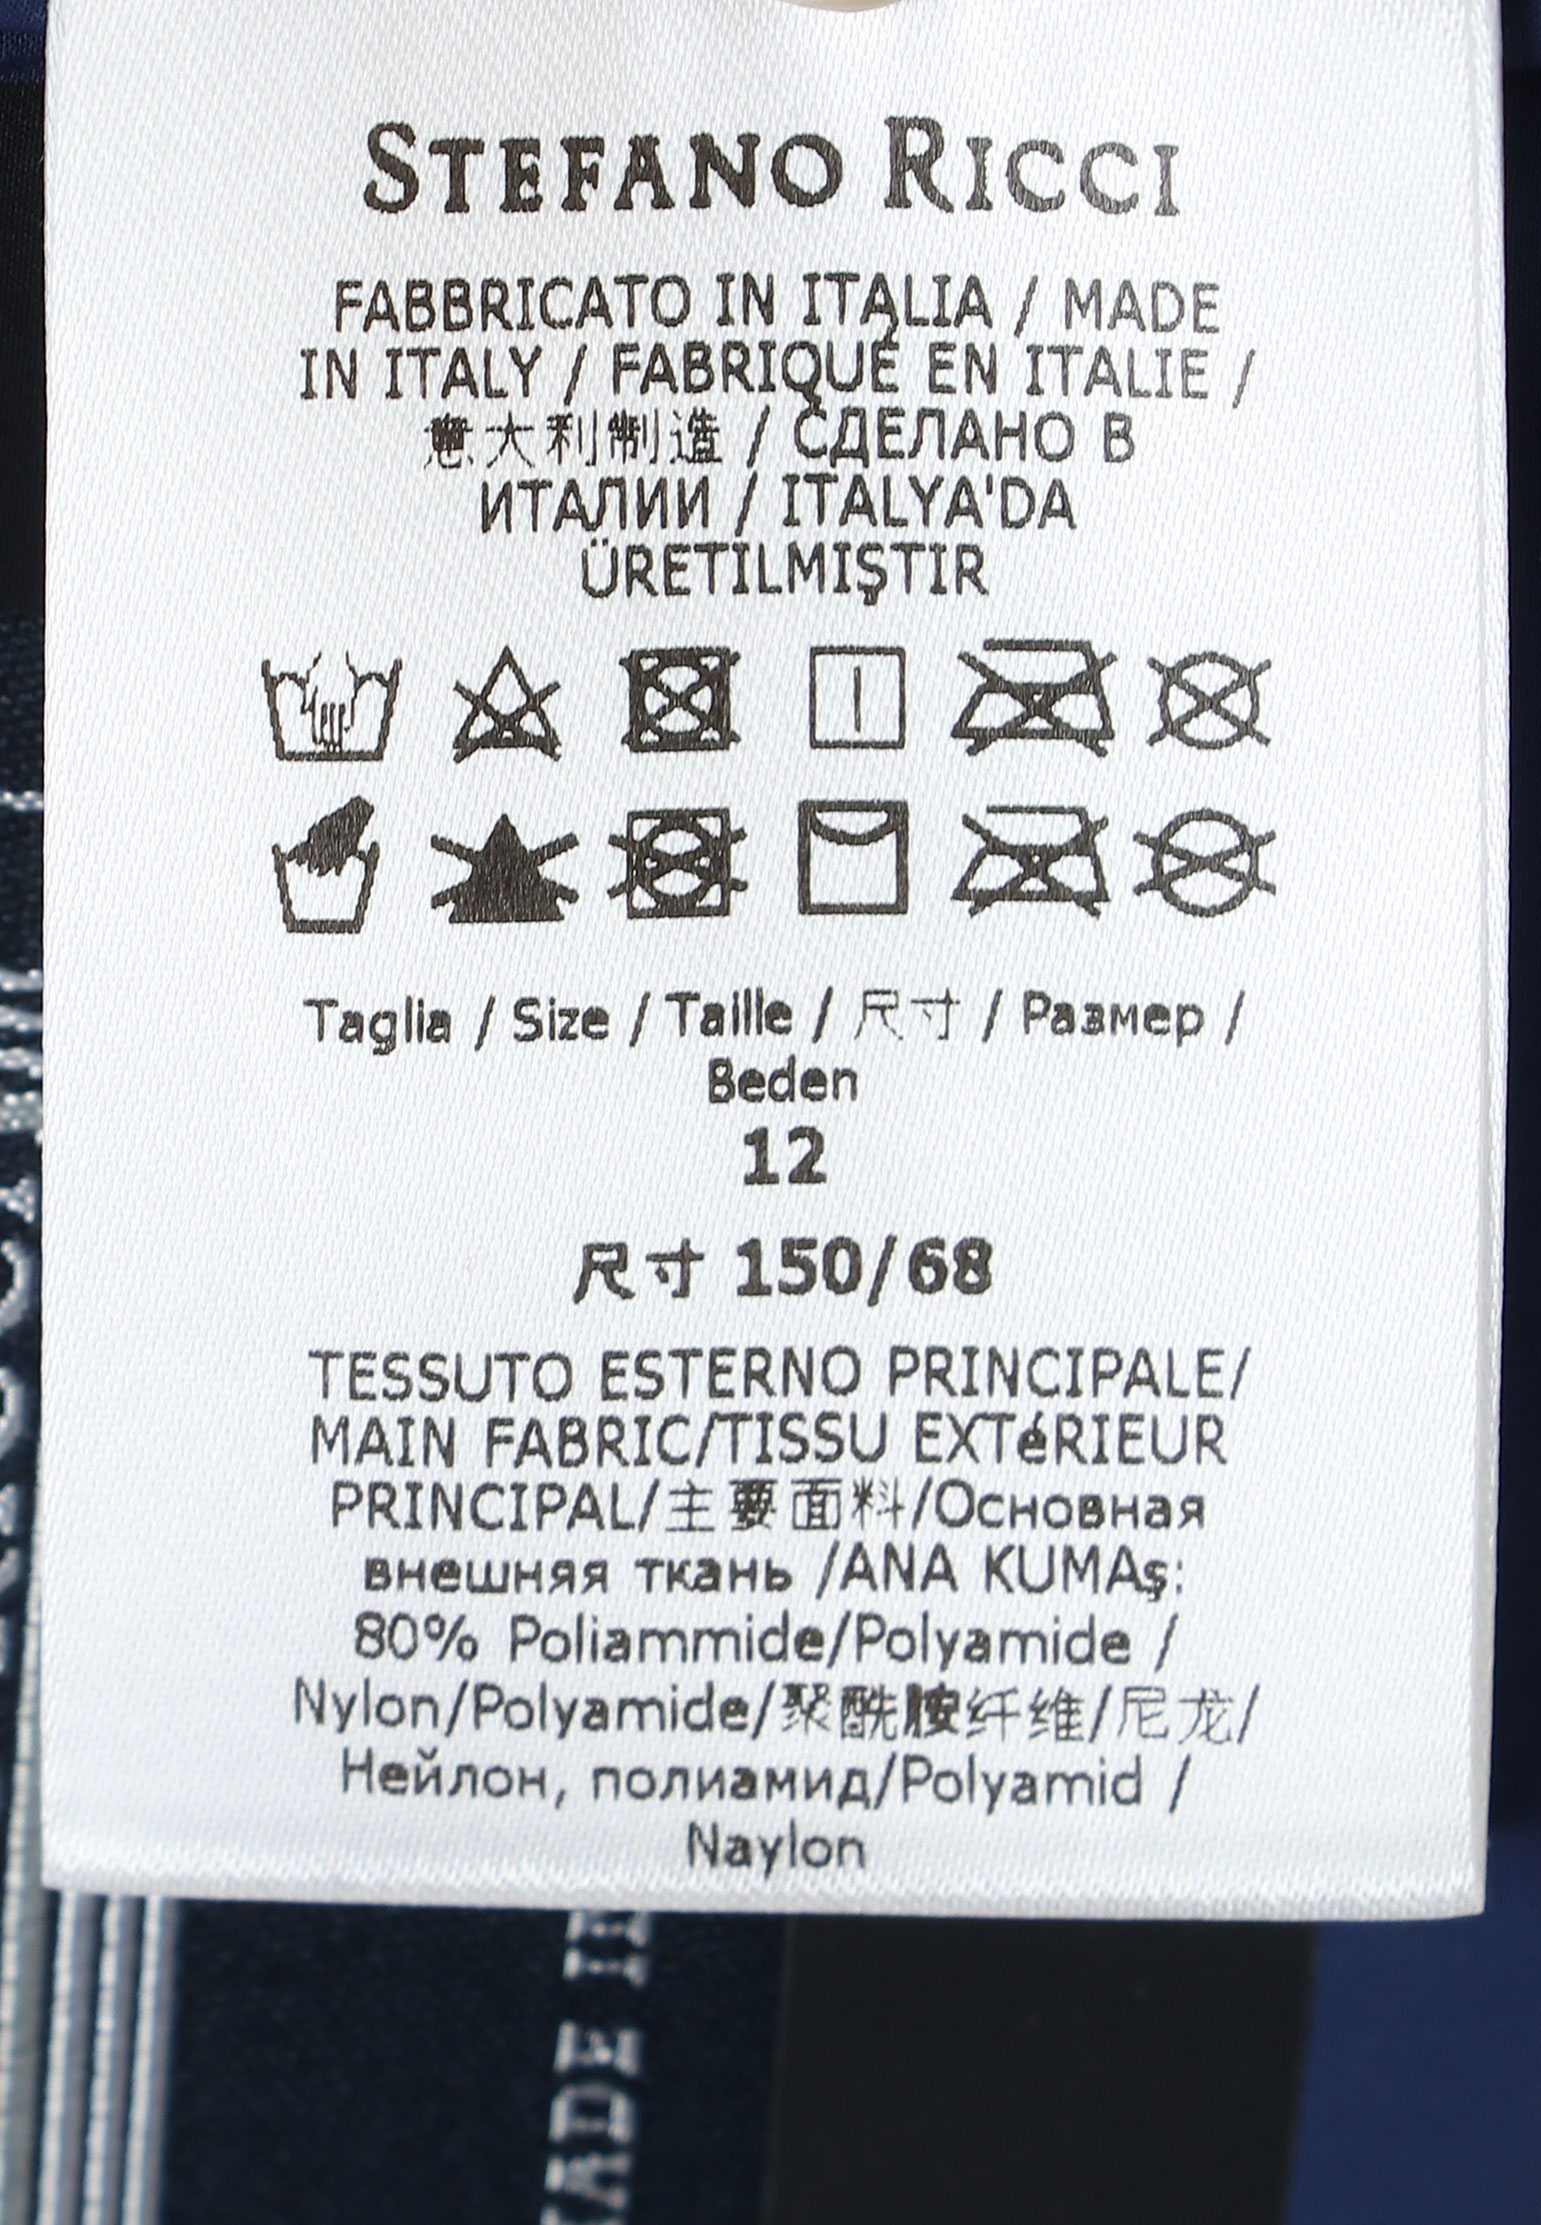 STEFANO RICCI
FABBRICATO IN ITALIA / MADE
IN ITALY / FABRIQUÉ EN ITALIE /
意大利制造 / СДЕЛАНО В
ИТАЛИИ / ITALYA'DA
ÜRETİLMIŞTIR
Taglia / Size / Taille / 尺寸 / Размер /
Beden
12
尺寸 150/68
TESSUTO ESTERNO PRINCIPALE/
MAIN FABRIC/TISSU EXTéRIEUR
PRINCIPAL/主要面料/Основная
внешняя ткань /ANA KUMAş:
80% Poliammide/Polyamide /
Nylon/Polyamide/聚酰胺纤维/尼龙/
Нейлон, полиамид/Polyamid /
Naylon